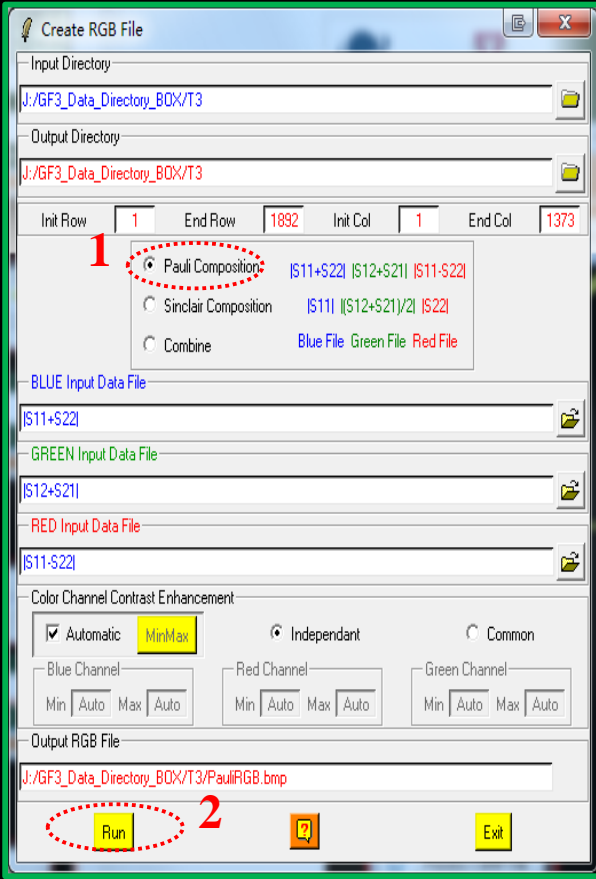 Create RGB File
Input Directory
J:/GF3_Data_Directory_BOX/T3
Output Directory
J:/GF3_Data_Directory_BOX/T3
Init Row 1 End Row 1892 Init Col 1 End Col 1373
1
Pauli Composition |S11+S22| |S12+S21| |S11-S22|
Sinclair Composition |S11| |(S12+S21)/2| |S22|
Combine Blue File Green File Red File
BLUE Input Data File
|S11+S22|
GREEN Input Data File
|S12+S21|
RED Input Data File
|S11-S22|
Color Channel Contrast Enhancement
Automatic MinMax Independant Common
Blue Channel Red Channel Green Channel
Min Auto Max Auto Min Auto Max Auto Min Auto Max Auto
Output RGB File
J:/GF3_Data_Directory_BOX/T3/PauliRGB.bmp
Run 2 ? Exit